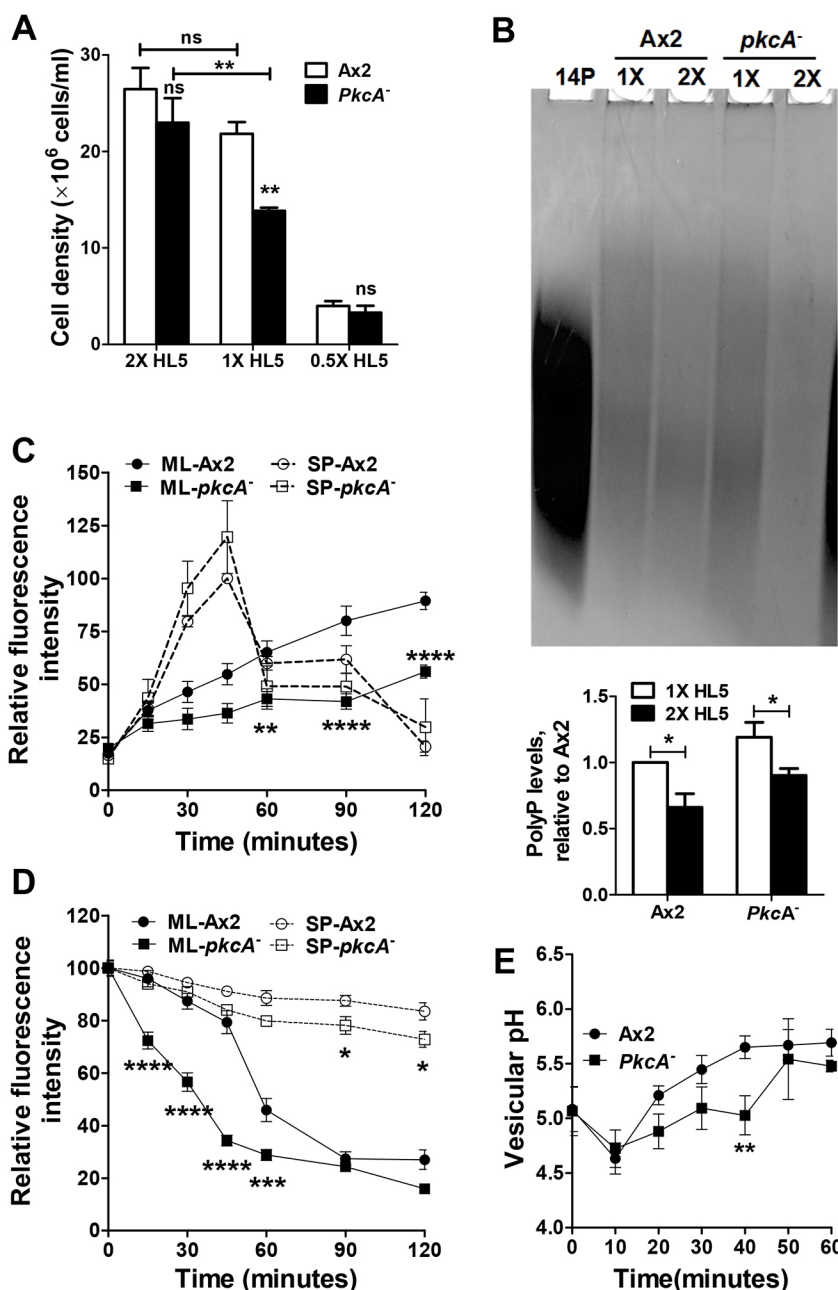 A
ns
**
ns
**
ns
Ax2
PkcA-
Cell density (×10⁶ cells/ml)
30
20
10
0
2X HL5
1X HL5
0.5X HL5
B
Ax2
pkcA-
14P
1X
2X
1X
2X
1X HL5
2X HL5
*
*
PolyP levels,
relative to Ax2
1.5
1.0
0.5
0.0
Ax2
PkcA-
C
ML-Ax2
SP-Ax2
ML-pkcA-
SP-pkcA-
Relative fluorescence
intensity
150
125
100
75
50
25
0
**
****
****
0
30
60
90
120
Time (minutes)
D
ML-Ax2
SP-Ax2
ML-pkcA-
SP-pkcA-
Relative fluorescence
intensity
120
100
80
60
40
20
0
****
****
****
***
*
*
0
30
60
90
120
Time (minutes)
E
Ax2
PkcA-
Vesicular pH
6.5
6.0
5.5
5.0
4.5
4.0
**
0
10
20
30
40
50
60
Time(minutes)